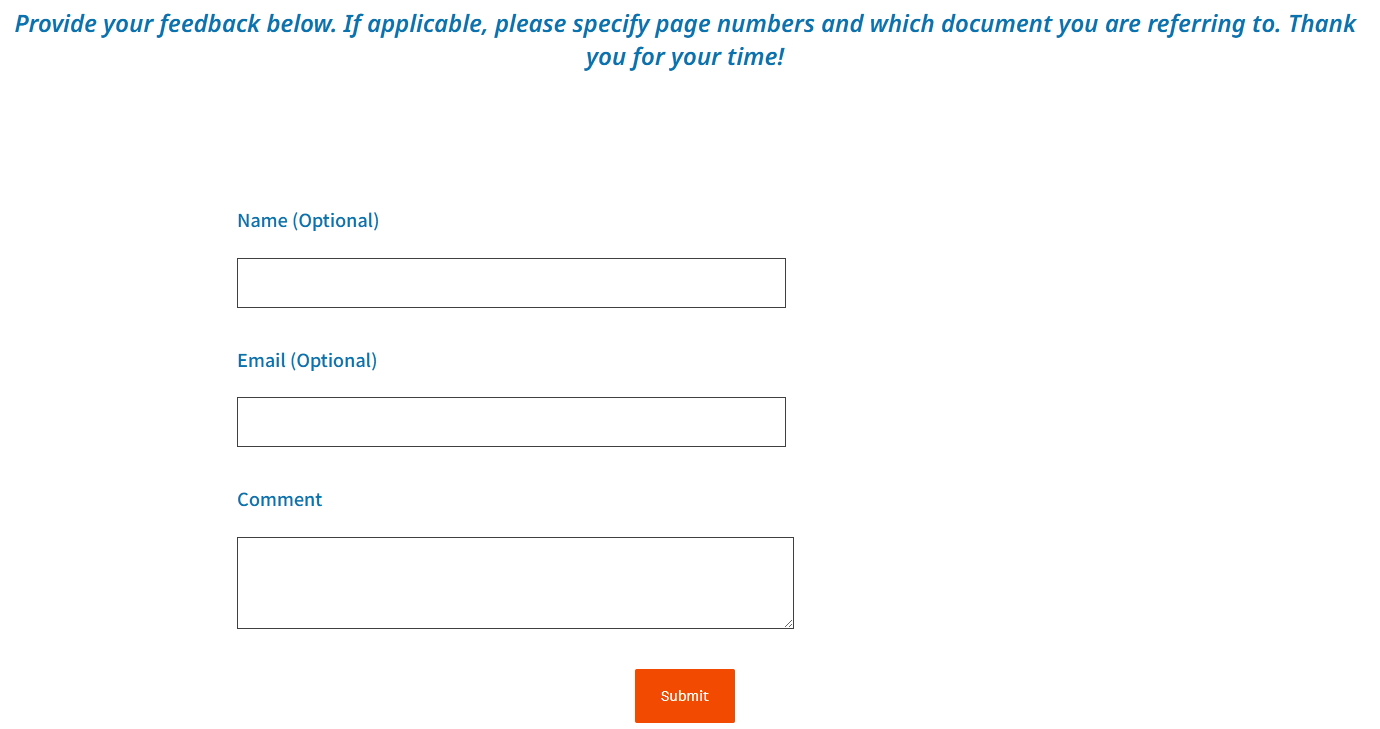 Provide your feedback below. If applicable, please specify page numbers and which document you are referring to. Thank
you for your time!
Name (Optional)
Email (Optional)
Comment
Submit